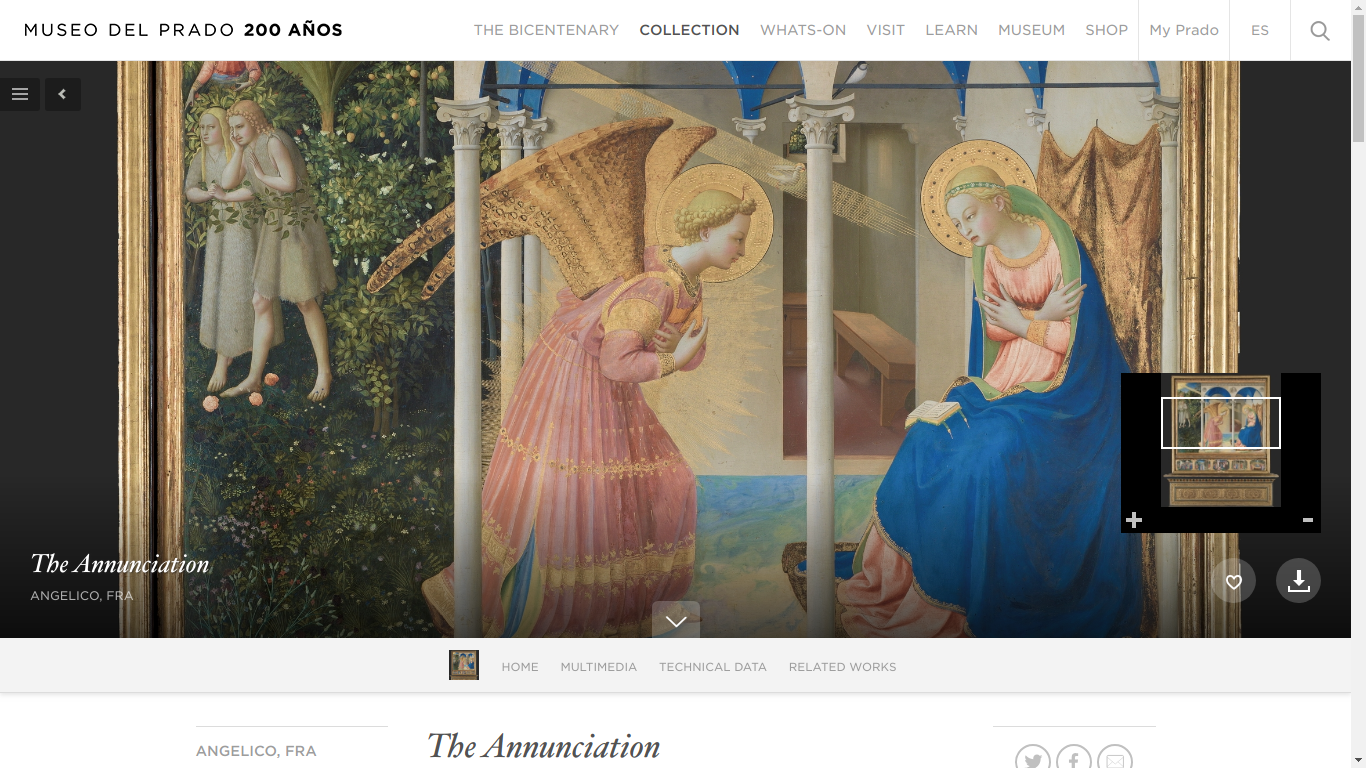 MUSEO DEL PRADO 200 AÑOS
THE BICENTENARY COLLECTION WHATS-ON VISIT LEARN MUSEUM SHOP My Prado ES
The Annunciation
ANGELICO, FRA
HOME MULTIMEDIA TECHNICAL DATA RELATED WORKS
ANGELICO, FRA
The Annunciation